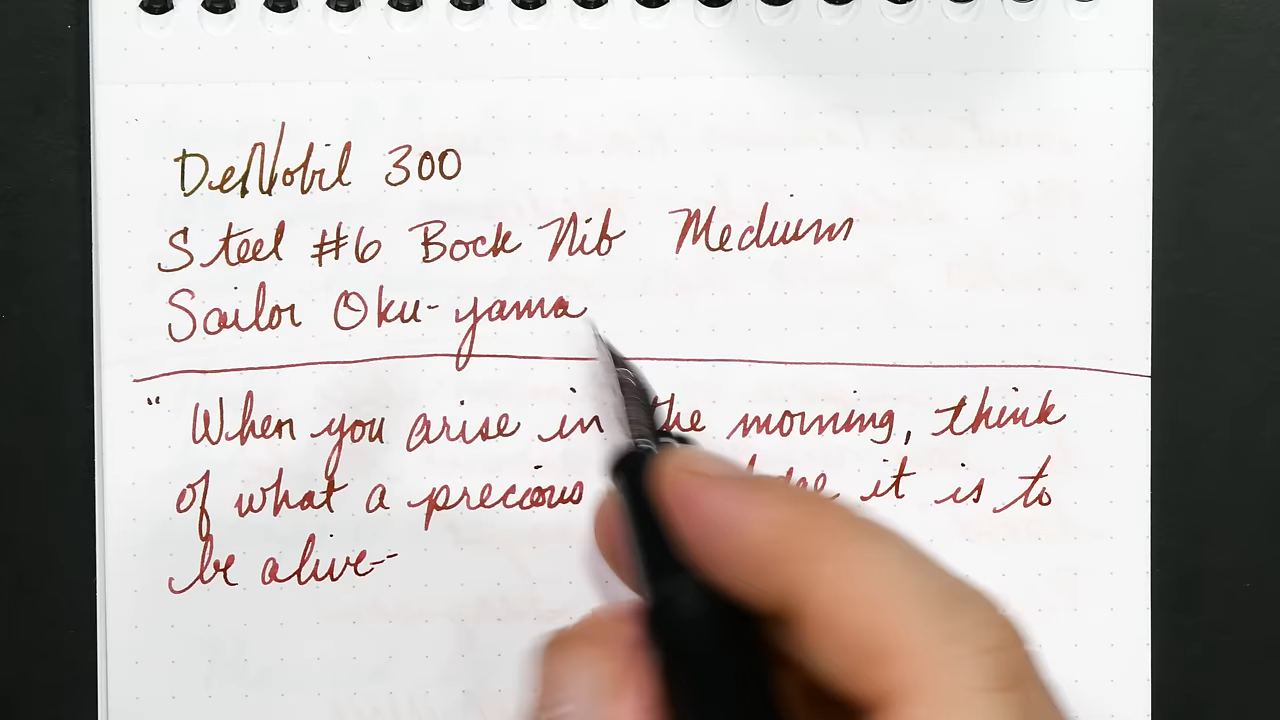 DeNobil 300
Steel #6 Bock Nib Medium
Sailor Oku-yama
" When you arise in the morning, think
of what a precious it is to
be alive--